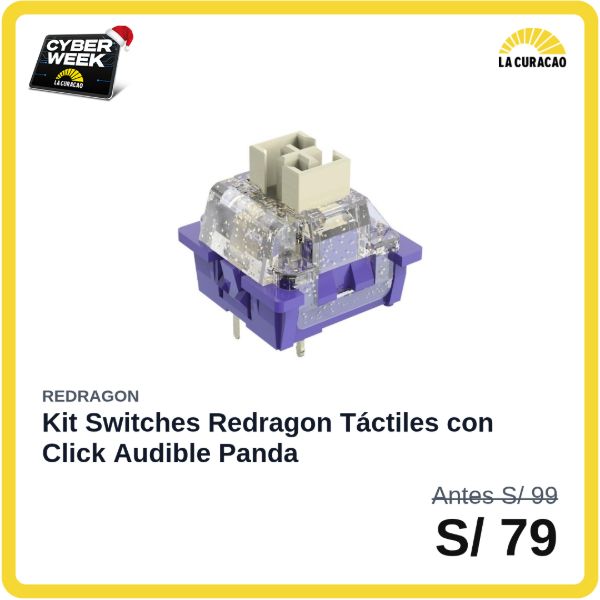 CYBER
WEEK
LA CURACAO
LA CURACAO
REDRAGON
Kit Switches Redragon Táctiles con
Click Audible Panda
Antes S/ 99
S/ 79